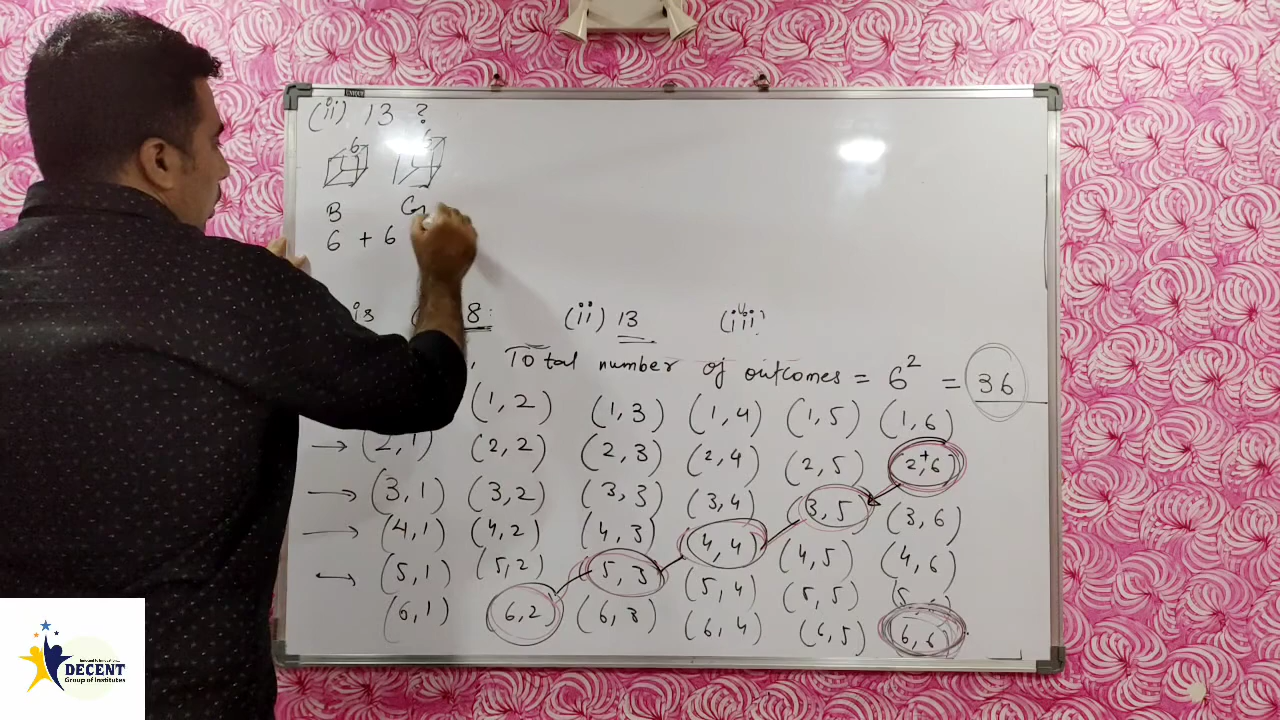 (ii) 13 ?
6 6
B Gr
6 + 6
is 8: (ii) 13 (iii)
Total number of outcomes = 6² = 36
(1,2) (1,3) (1,4) (1,5) (1,6)
→ (2,1) (2,2) (2,3) (2,4) (2,5) (2,+6)
→ (3,1) (3,2) (3,3) (3,4) (3,5) (3,6)
→ (4,1) (4,2) (4,3) (4,4) (4,5) (4,6)
→ (5,1) (5,2) (5,3) (5,4) (5,5)
(6,1) (6,2) (6,3) (6,4) (6,5) (6,6)
DECENT
Group of Institutes